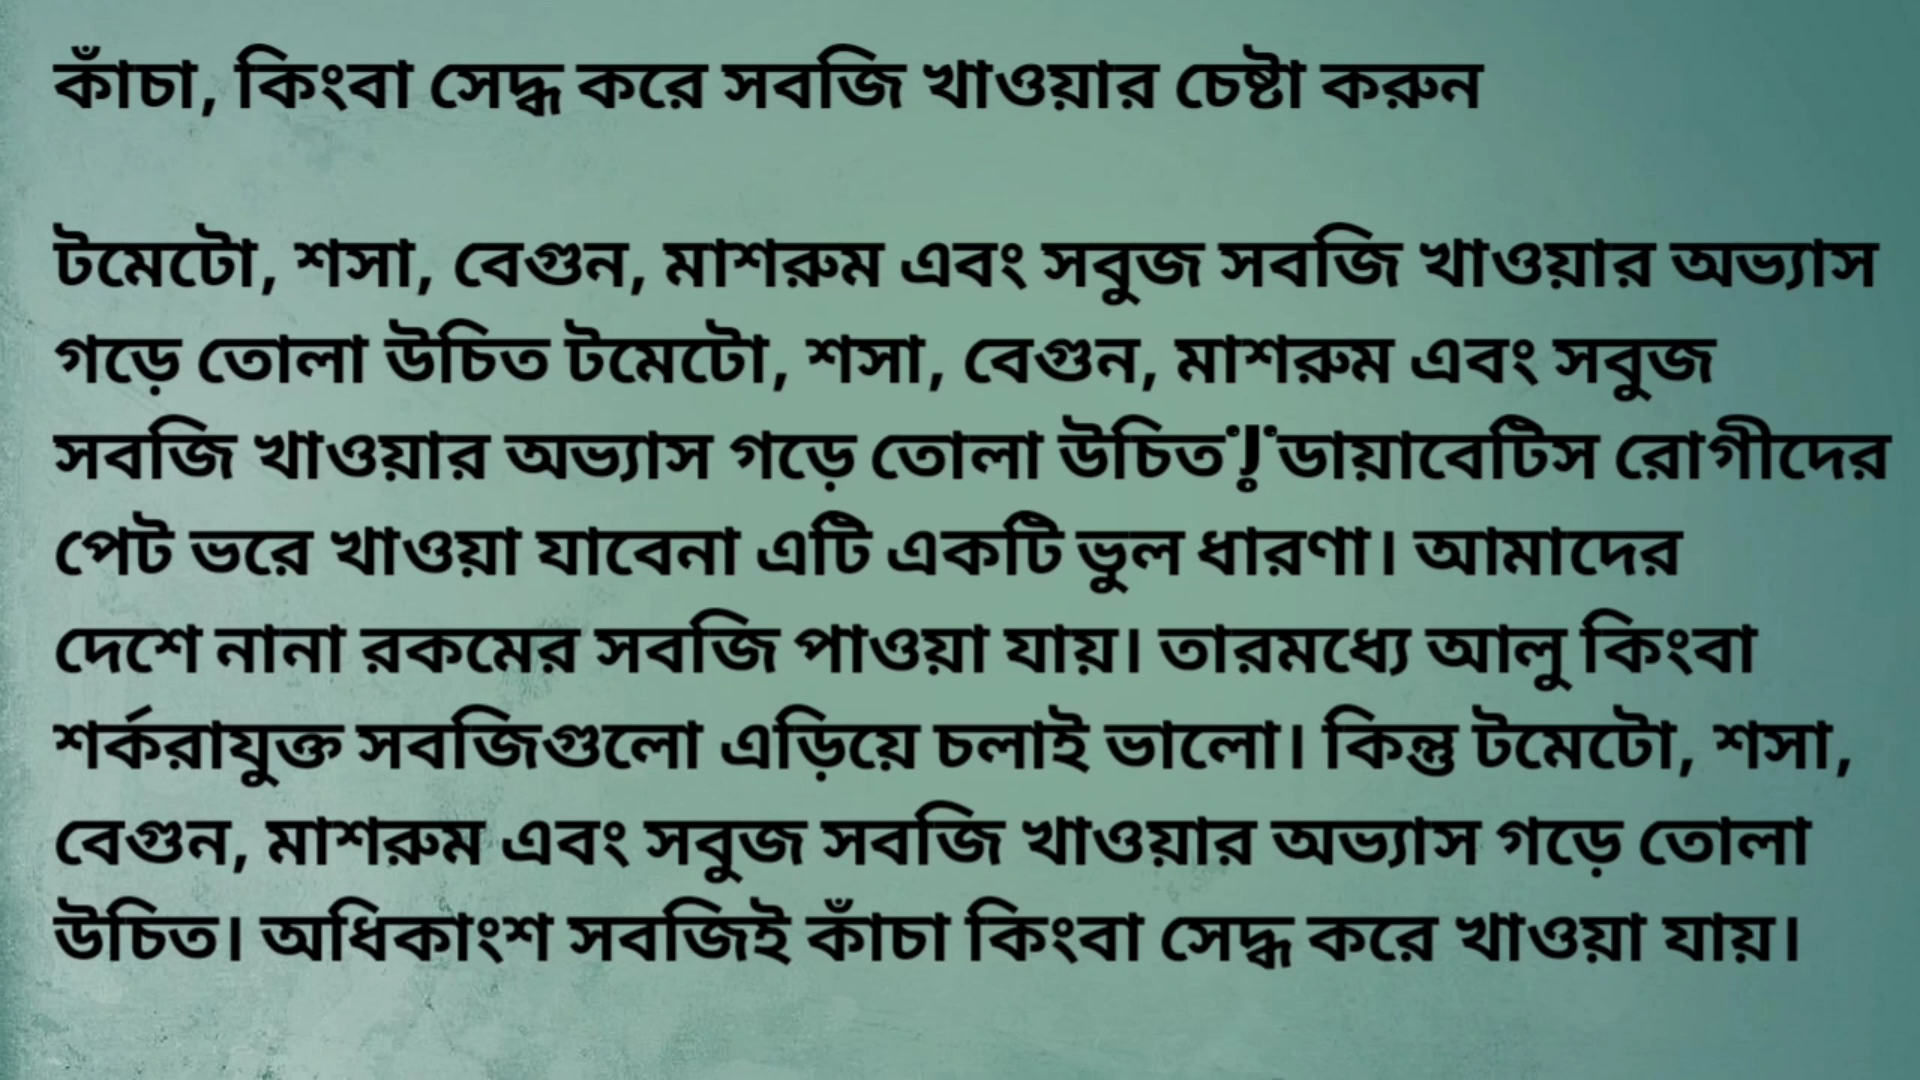 কাঁচা, কিংবা সেদ্ধ করে সবজি খাওয়ার চেষ্টা করুন
টমেটো, শসা, বেগুন, মাশরুম এবং সবুজ সবজি খাওয়ার অভ্যাস
গড়ে তোলা উচিত টমেটো, শসা, বেগুন, মাশরুম এবং সবুজ
সবজি খাওয়ার অভ্যাস গড়ে তোলা উচিত ডায়াবেটিস রোগীদের
পেট ভরে খাওয়া যাবেনা এটি একটি ভুল ধারণা। আমাদের
দেশে নানা রকমের সবজি পাওয়া যায়। তারমধ্যে আলু কিংবা
শর্করাযুক্ত সবজিগুলো এড়িয়ে চলাই ভালো। কিন্তু টমেটো, শসা,
বেগুন, মাশরুম এবং সবুজ সবজি খাওয়ার অভ্যাস গড়ে তোলা
উচিত। অধিকাংশ সবজিই কাঁচা কিংবা সেদ্ধ করে খাওয়া যায়।